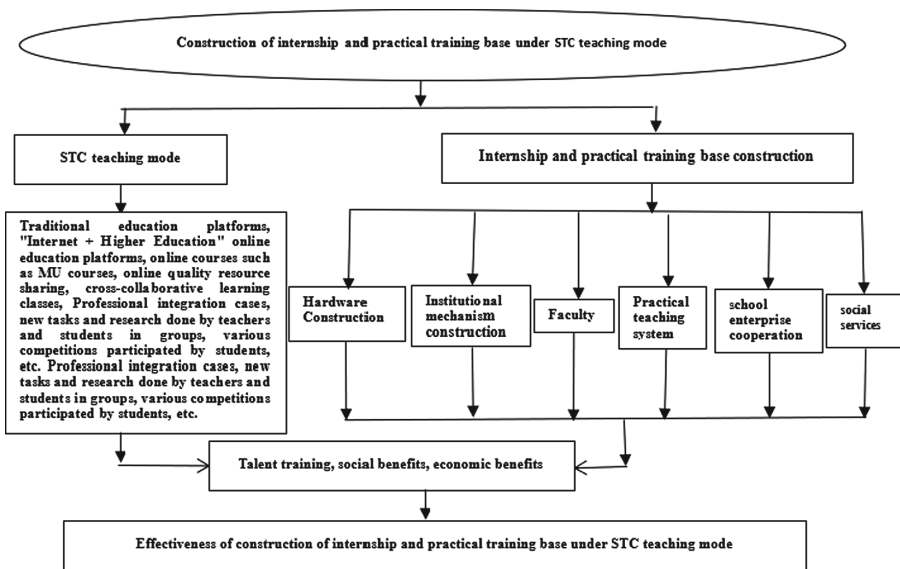 Construction of internship and practical training base under STC teaching mode
STC teaching mode
Internship and practical training base construction
Traditional education platforms,
"Internet + Higher Education" online
education platforms, online courses such
as MU courses, online quality resource
sharing, cross-collaborative learning
classes, Professional integration cases,
new tasks and research done by teachers
and students in groups, various
competitions participated by students,
etc. Professional integration cases, new
tasks and research done by teachers and
students in groups, various competitions
participated by students, etc.
Hardware
Construction
Institutional
mechanism
construction
Faculty
Practical
teaching
system
school
enterprise
cooperation
social
services
Talent training, social benefits, economic benefits
Effectiveness of construction of internship and practical training base under STC teaching mode